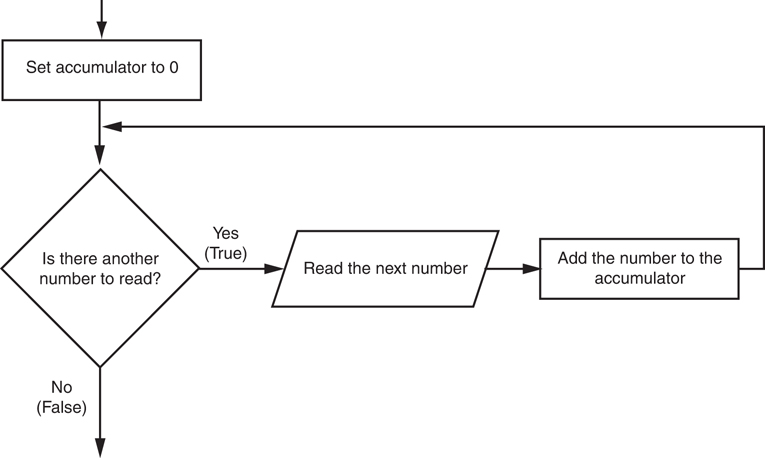 Set accumulator to 0
Is there another
number to read?
Yes
(True)
Read the next number
Add the number to the
accumulator
No
(False)